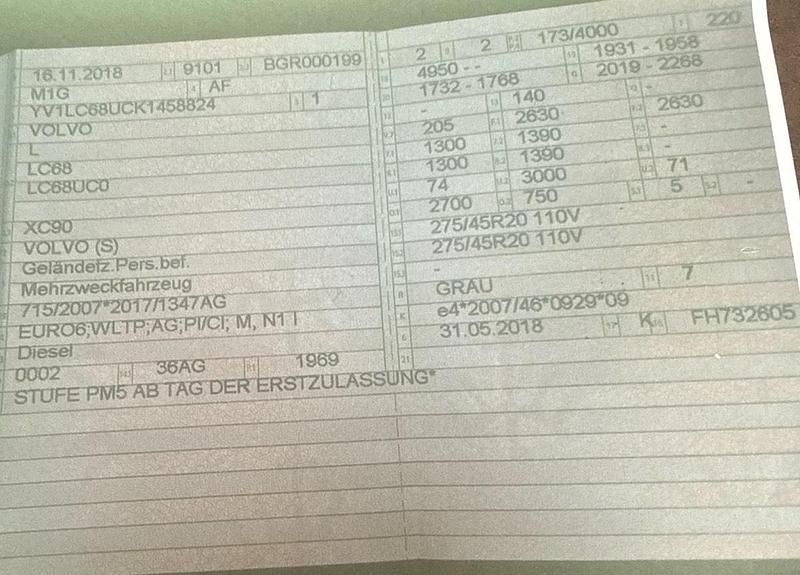 16.11.2018 9101 BGR000199
M1G AF
YV1LC68UCK1458824 1
VOLVO
L
LC68
LC68UC0
XC90
VOLVO (S)
Geländefz.Pers.bef.
Mehrzweckfahrzeug
715/2007*2017/1347AG
EURO6;WLTP;AG;PI/CI; M, N1 I
Diesel
0002 36AG 1969
STUFE PM5 AB TAG DER ERSTZULASSUNG*
2 2 173/4000 220
4950 - - 1931 - 1958
1732 - 1768 2019 - 2268
- 140 -
205 2630 2630
1300 1390 -
1300 1390 -
74 3000 71
2700 750 5 -
275/45R20 110V
275/45R20 110V
-
GRAU 7
e4*2007/46*0929*09
31.05.2018 K FH732605